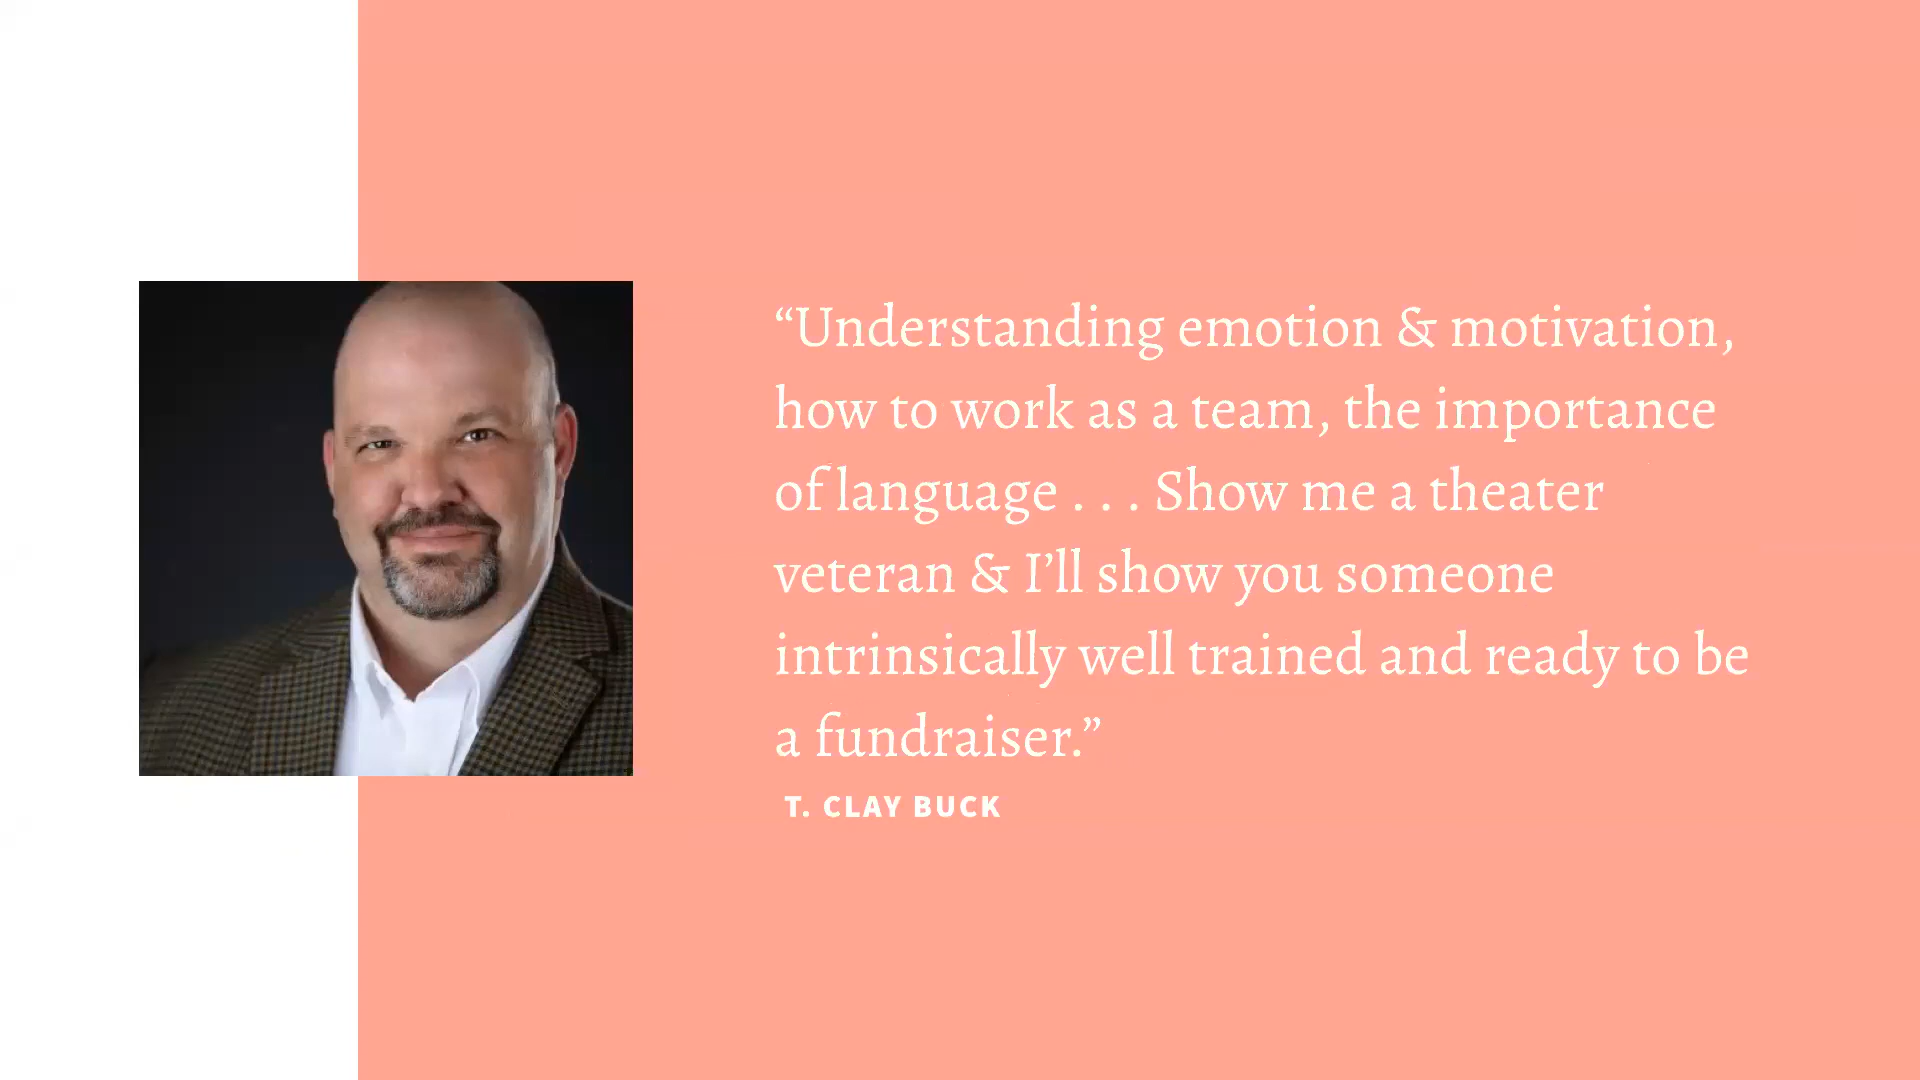 “Understanding emotion & motivation,
how to work as a team, the importance
of language . . . Show me a theater
veteran & I’ll show you someone
intrinsically well trained and ready to be
a fundraiser.”
T. CLAY BUCK